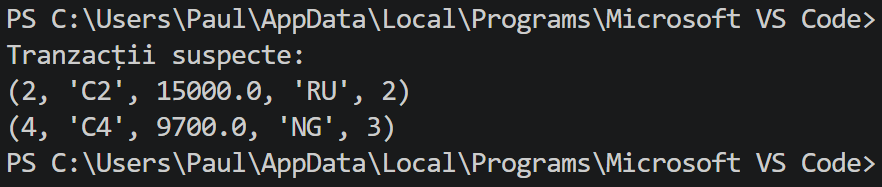 PS C:\Users\Paul\AppData\Local\Programs\Microsoft VS Code>
Tranzacții suspecte:
(2, 'C2', 15000.0, 'RU', 2)
(4, 'C4', 9700.0, 'NG', 3)
PS C:\Users\Paul\AppData\Local\Programs\Microsoft VS Code>